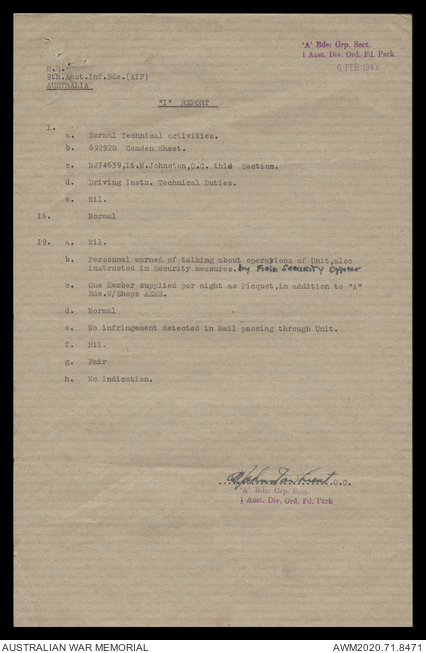 'A' Bde: Grp. Sect.
1 Aust. Div. Ord. Fd. Park
6 FEB 1943
H.Q.
9th.Aust.Inf.Bde.(AIF)
AUSTRALIA
"I" REPORT
1.
a. Normal Technical activities.
b. 692928 Camden Sheet.
c. N274639,Lt.N.Johnston,O.C. this Section.
d. Driving Instn. Technical Duties.
e. Nil.
16. Normal
19. a. Nil.
b. Personnal warned of talking about operations of Unit,also
instructed in Security measures. by Field Security Officer
c. One Member supplied per night as Picquet,in addition to "A"
Bde.W/Shops AEME.
d. Normal
e. No infringement detected in Mail passing through Unit.
f. Nil.
g. Fair
h. No Indication.
O.C.
'A' Bde: Grp. Sect.
1 Aust. Div. Ord. Fd. Park
AUSTRALIAN WAR MEMORIAL
AWM2020.71.8471